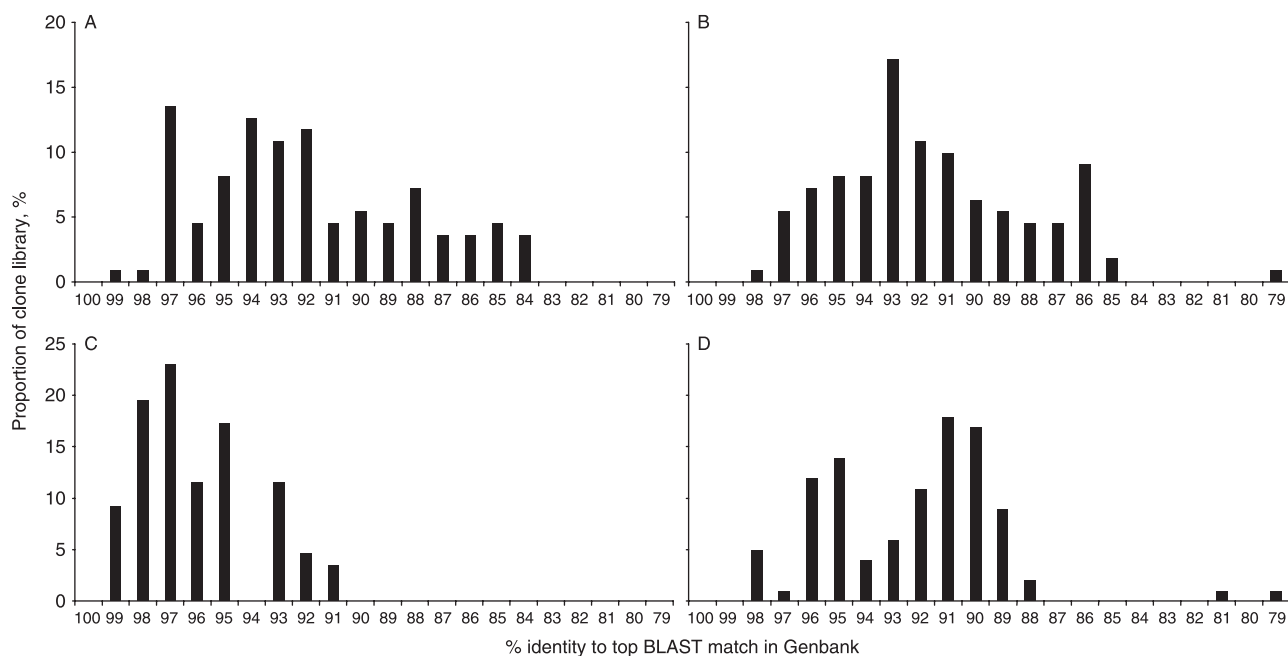 Proportion of clone library, %
A
20
15
10
5
0
100 99 98 97 96 95 94 93 92 91 90 89 88 87 86 85 84 83 82 81 80 79
B
100 99 98 97 96 95 94 93 92 91 90 89 88 87 86 85 84 83 82 81 80 79
C
25
20
15
10
5
0
100 99 98 97 96 95 94 93 92 91 90 89 88 87 86 85 84 83 82 81 80 79
D
100 99 98 97 96 95 94 93 92 91 90 89 88 87 86 85 84 83 82 81 80 79
% identity to top BLAST match in Genbank